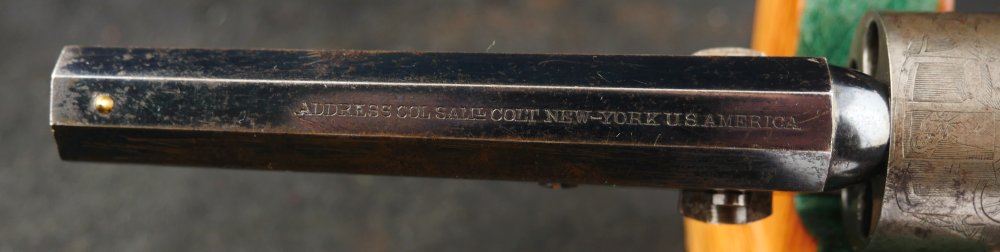 ADDRESS COL SAML COLT NEW-YORK U.S. AMERICA